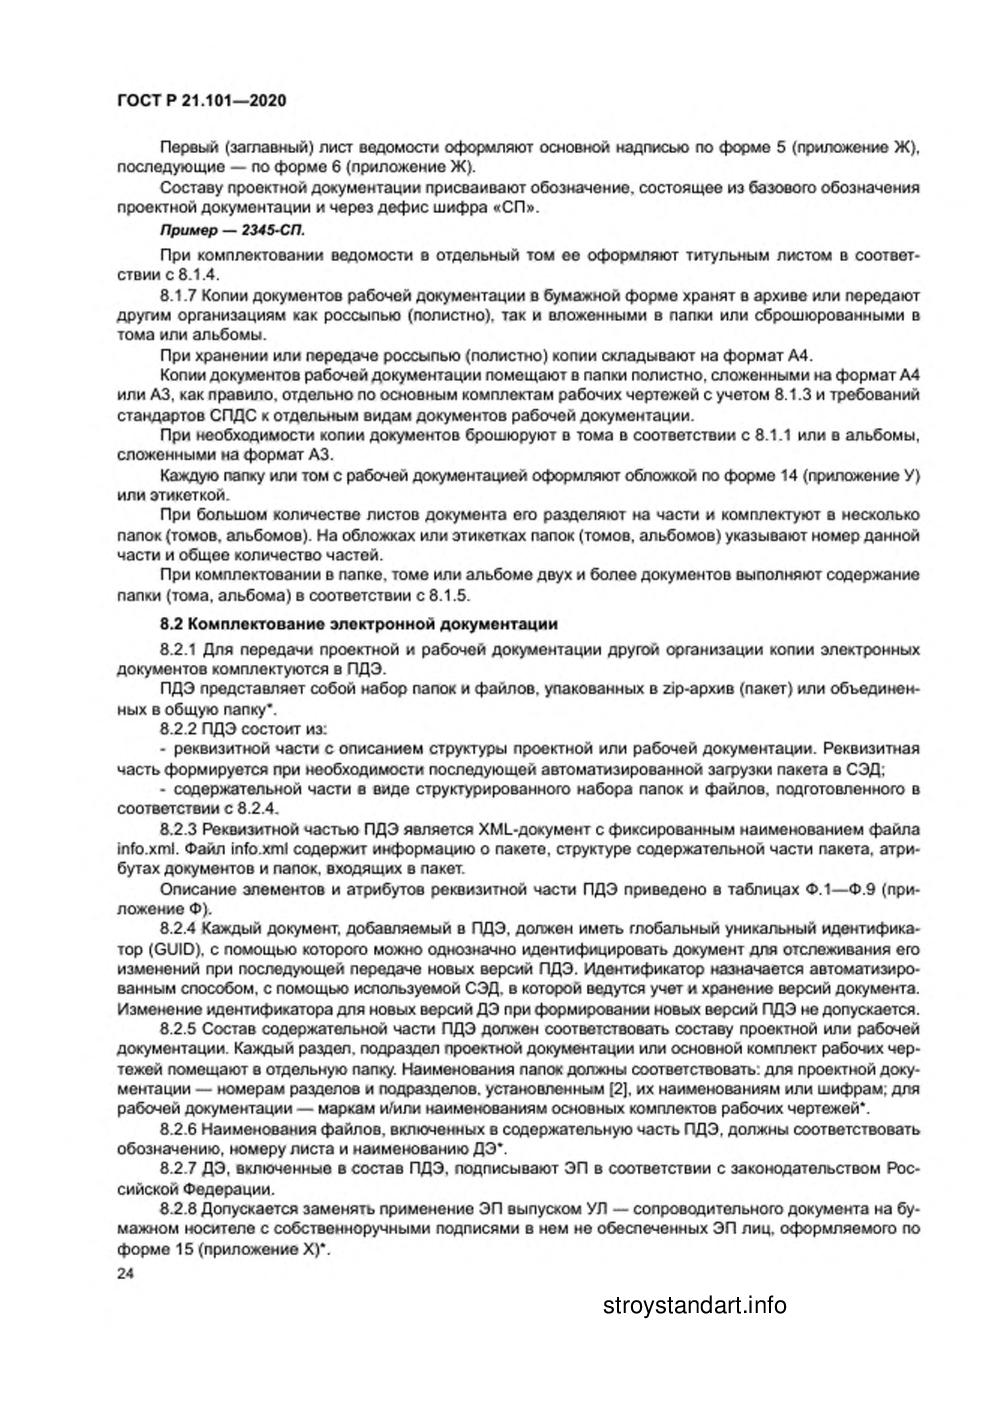 ГОСТ Р 21.101—2020
Первый (заглавный) лист ведомости оформляют основной надписью по форме 5 (приложение Ж),
последующие — по форме 6 (приложение Ж).
Составу проектной документации присваивают обозначение, состоящее из базового обозначения
проектной документации и через дефис шифра «СП».
Пример — 2345-СП.
При комплектовании ведомости в отдельный том ее оформляют титульным листом в соответ-
ствии с 8.1.4.
8.1.7 Копии документов рабочей документации в бумажной форме хранят в архиве или передают
другим организациям как россыпью (полистно), так и вложенными в папки или сброшюрованными в
тома или альбомы.
При хранении или передаче россыпью (полистно) копии складывают на формат А4.
Копии документов рабочей документации помещают в папки полистно, сложенными на формат А4
или А3, как правило, отдельно по основным комплектам рабочих чертежей с учетом 8.1.3 и требований
стандартов СПДС к отдельным видам документов рабочей документации.
При необходимости копии документов брошюруют в тома в соответствии с 8.1.1 или в альбомы,
сложенными на формат А3.
Каждую папку или том с рабочей документацией оформляют обложкой по форме 14 (приложение У)
или этикеткой.
При большом количестве листов документа его разделяют на части и комплектуют в несколько
папок (томов, альбомов). На обложках или этикетках папок (томов, альбомов) указывают номер данной
части и общее количество частей.
При комплектовании в папке, томе или альбоме двух и более документов выполняют содержание
папки (тома, альбома) в соответствии с 8.1.5.
8.2 Комплектование электронной документации
8.2.1 Для передачи проектной и рабочей документации другой организации копии электронных
документов комплектуются в ПДЭ.
ПДЭ представляет собой набор папок и файлов, упакованных в zip-архив (пакет) или объединен-
ных в общую папку*.
8.2.2 ПДЭ состоит из:
- реквизитной части с описанием структуры проектной или рабочей документации. Реквизитная
часть формируется при необходимости последующей автоматизированной загрузки пакета в СЭД;
- содержательной части в виде структурированного набора папок и файлов, подготовленного в
соответствии с 8.2.4.
8.2.3 Реквизитной частью ПДЭ является XML-документ с фиксированным наименованием файла
info.xml. Файл info.xml содержит информацию о пакете, структуре содержательной части пакета, атри-
бутах документов и папок, входящих в пакет.
Описание элементов и атрибутов реквизитной части ПДЭ приведено в таблицах Ф.1—Ф.9 (при-
ложение Ф).
8.2.4 Каждый документ, добавляемый в ПДЭ, должен иметь глобальный уникальный идентифика-
тор (GUID), с помощью которого можно однозначно идентифицировать документ для отслеживания его
изменений при последующей передаче новых версий ПДЭ. Идентификатор назначается автоматизиро-
ванным способом, с помощью используемой СЭД, в которой ведутся учет и хранение версий документа.
Изменение идентификатора для новых версий ДЭ при формировании новых версий ПДЭ не допускается.
8.2.5 Состав содержательной части ПДЭ должен соответствовать составу проектной или рабочей
документации. Каждый раздел, подраздел проектной документации или основной комплект рабочих чер-
тежей помещают в отдельную папку. Наименования папок должны соответствовать: для проектной доку-
ментации — номерам разделов и подразделов, установленным [2], их наименованиям или шифрам; для
рабочей документации — маркам и/или наименованиям основных комплектов рабочих чертежей*.
8.2.6 Наименования файлов, включенных в содержательную часть ПДЭ, должны соответствовать
обозначению, номеру листа и наименованию ДЭ*.
8.2.7 ДЭ, включенные в состав ПДЭ, подписывают ЭП в соответствии с законодательством Рос-
сийской Федерации.
8.2.8 Допускается заменять применение ЭП выпуском УЛ — сопроводительного документа на бу-
мажном носителе с собственноручными подписями в нем не обеспеченных ЭП лиц, оформляемого по
форме 15 (приложение Х)*.
24
stroystandart.info